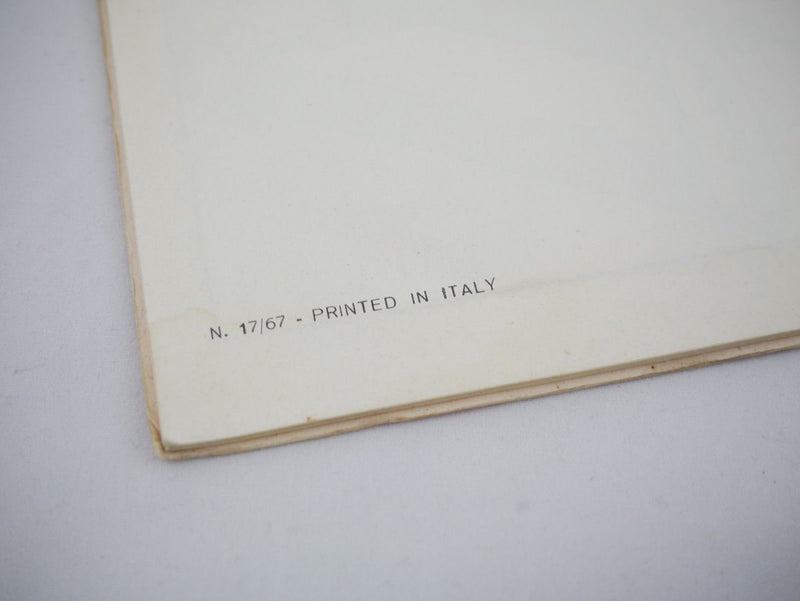 N. 17/67 - PRINTED IN ITALY